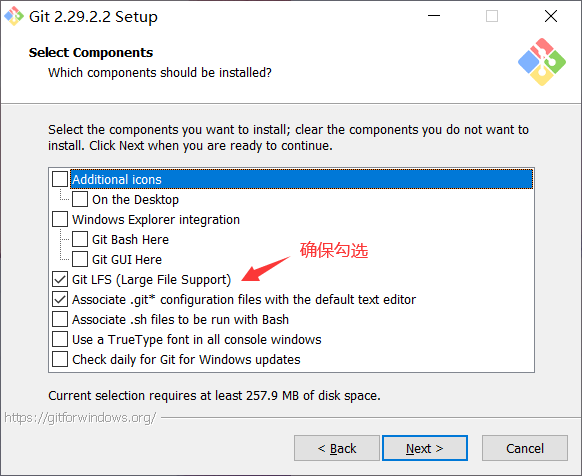 Git 2.29.2.2 Setup
Select Components
Which components should be installed?
Select the components you want to install; clear the components you do not want to
install. Click Next when you are ready to continue.
Additional icons
On the Desktop
Windows Explorer integration
Git Bash Here
确保勾选
Git GUI Here
Git LFS (Large File Support)
Associate .git* configuration files with the default text editor
Associate .sh files to be run with Bash
Use a TrueType font in all console windows
Check daily for Git for Windows updates
Current selection requires at least 257.9 MB of disk space.
https://gitforwindows.org/
< Back
Next >
Cancel